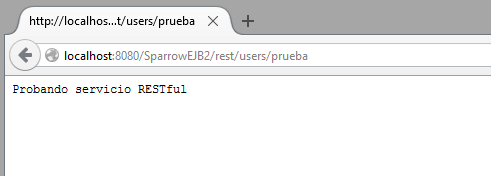 http://localhos...t/users/prueba
localhost:8080/SparrowEJB2/rest/users/prueba
Probando servicio RESTful